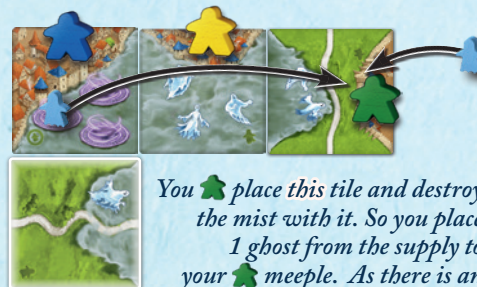 You place this tile and destroy
the mist with it. So you place
1 ghost from the supply to
your meeple. As there is an